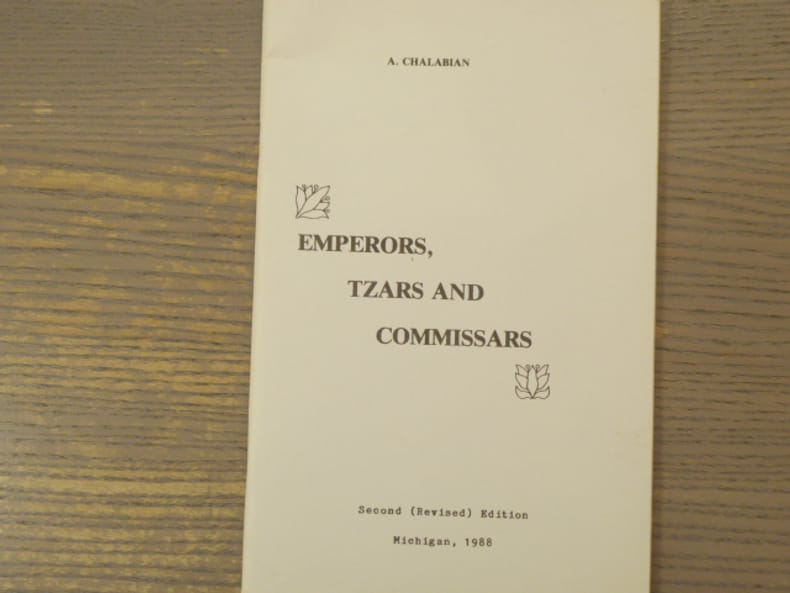 A. CHALABIAN
EMPERORS,
TZARS AND
COMMISSARS
Second (Revised) Edition
Michigan, 1988